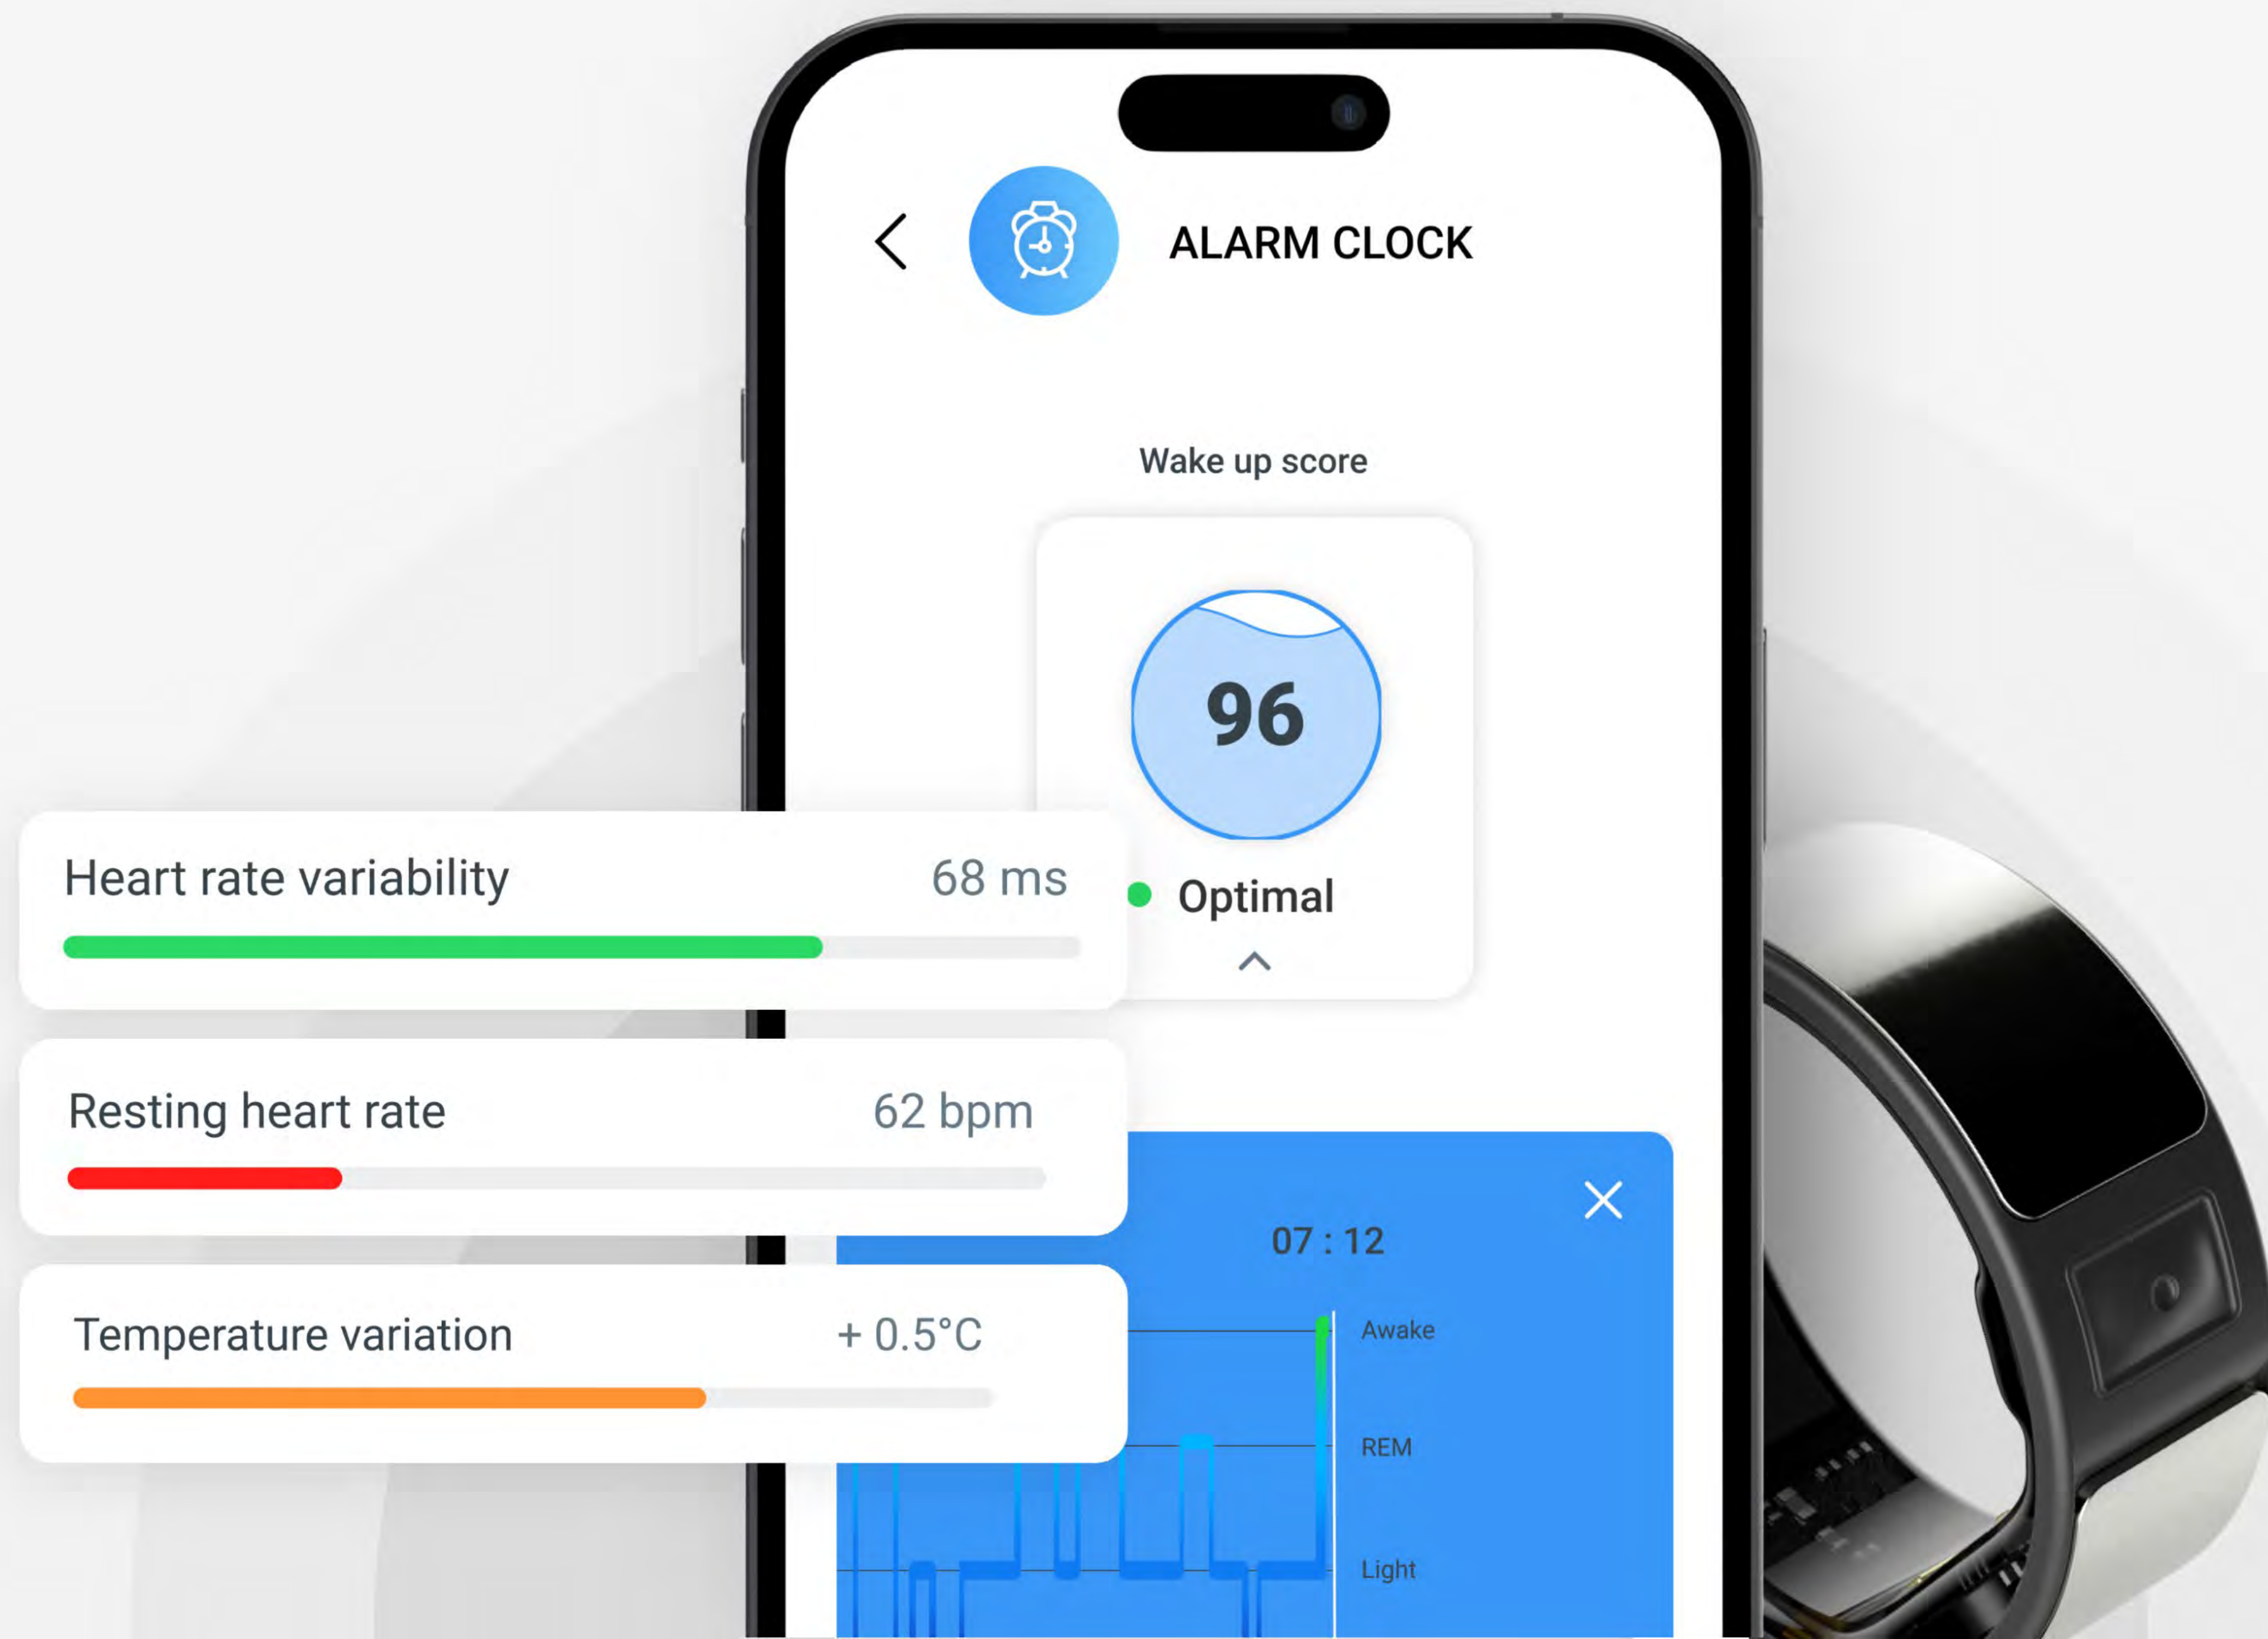 ALARM CLOCK
Wake up score
96
Optimal
Heart rate variability 68 ms
Resting heart rate 62 bpm
Temperature variation + 0.5°C
07 : 12
Awake
REM
Light